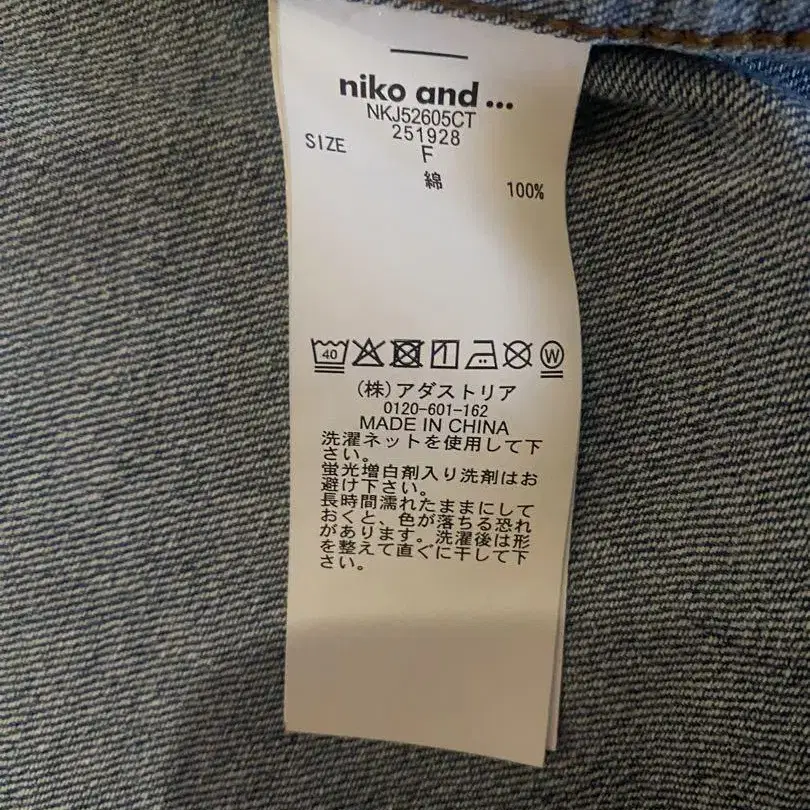 niko and ...
NKJ52605CT
251928
SIZE F
綿 100%
40 W
(株)アダストリア
0120-601-162
MADE IN CHINA
洗濯ネットを使用して下
さい。
蛍光増白剤入り洗剤はお
避け下さい。
長時間濡れたままにして
おくと、色が落ちる恐れ
があります。洗濯後は形
を整えて直ぐに干して下
さい。